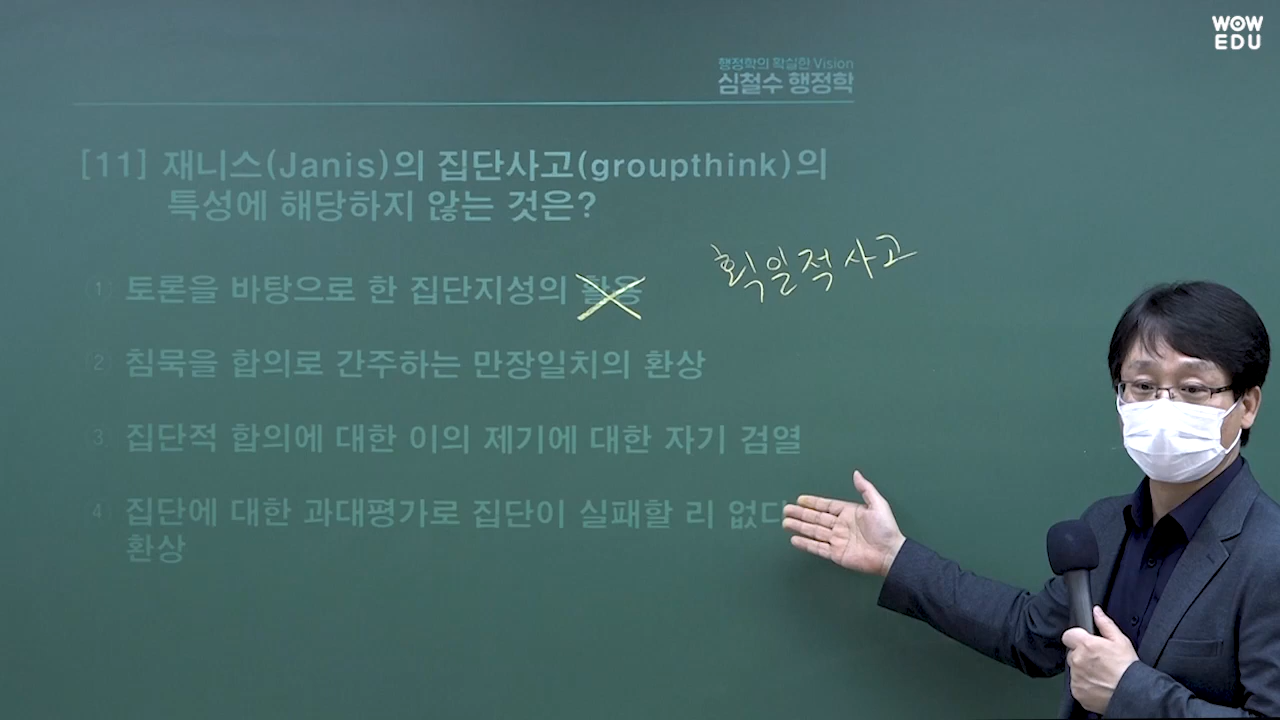 WOW
EDU
행정학의 확실한 Vision
심철수 행정학
[11] 재니스(Janis)의 집단사고(groupthink)의
특성에 해당하지 않는 것은?
① 토론을 바탕으로 한 집단지성의 활용
획일적 사고
② 침묵을 합의로 간주하는 만장일치의 환상
③ 집단적 합의에 대한 이의 제기에 대한 자기 검열
④ 집단에 대한 과대평가로 집단이 실패할 리 없다
환상